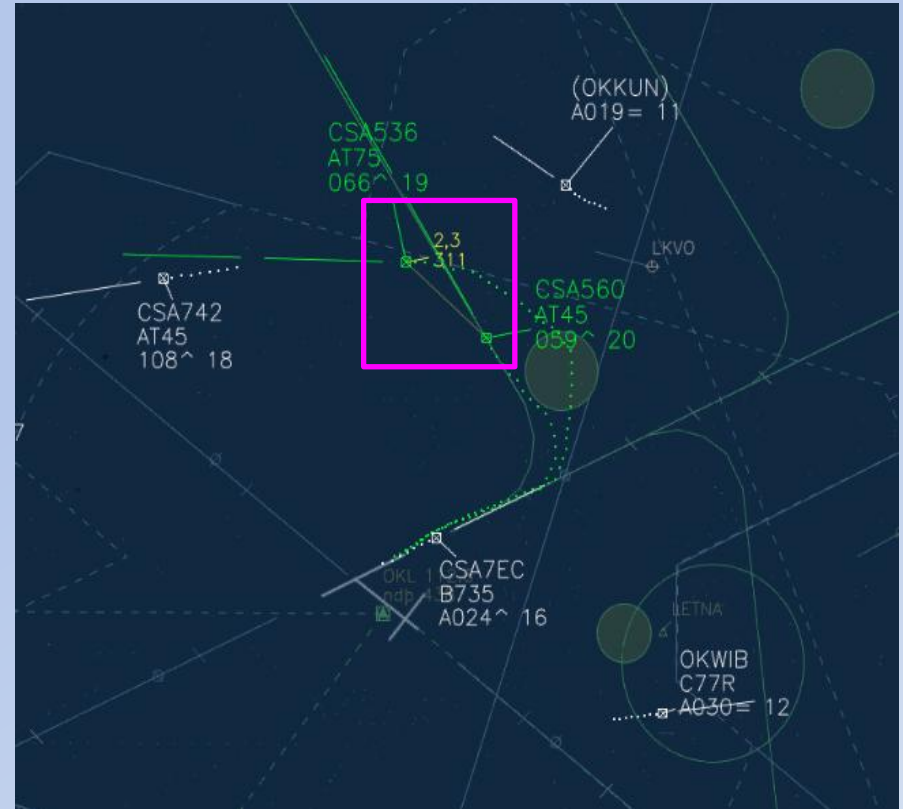 (OKKUN)
A019= 11
CSA536
AT75
066^ 19
2,3
311
LKVO
CSA560
AT45
059^ 20
CSA742
AT45
108^ 18
7
CSA7EC
B735
A024^ 16
OKL
LETNA
OKWIB
C77R
A030= 12